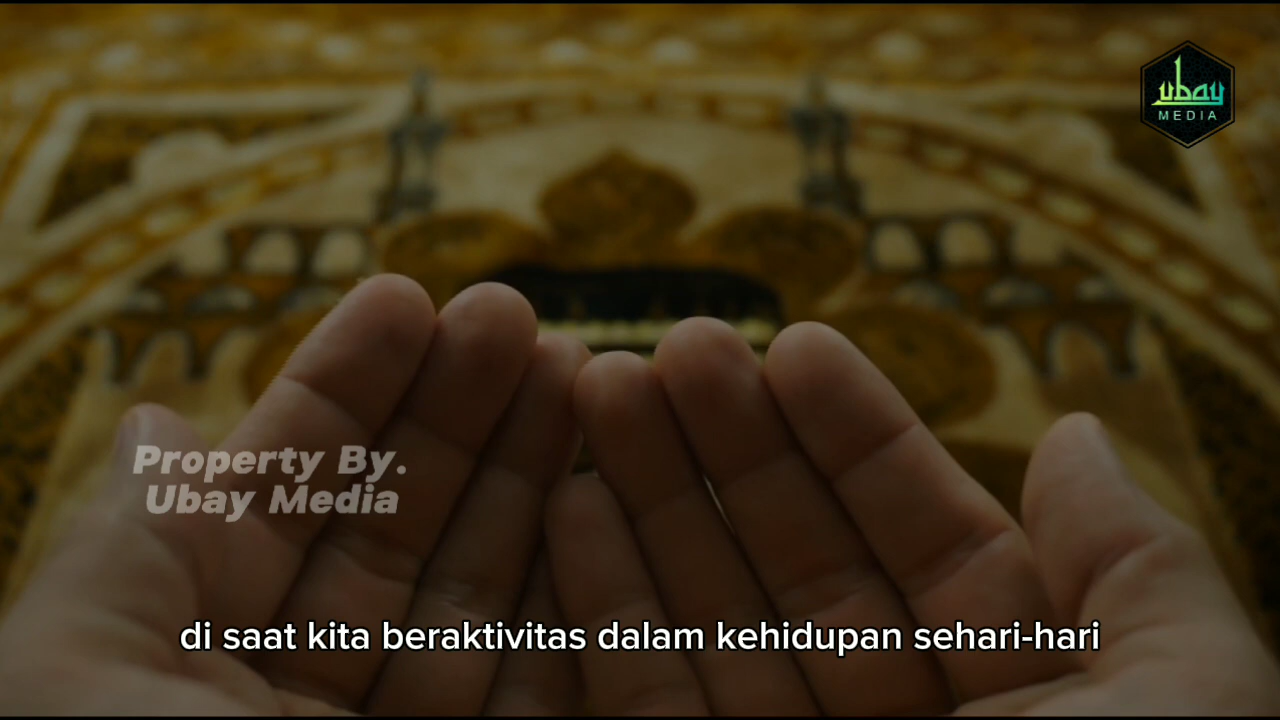 ubay
MEDIA
Property By.
Ubay Media
di saat kita beraktivitas dalam kehidupan sehari-hari